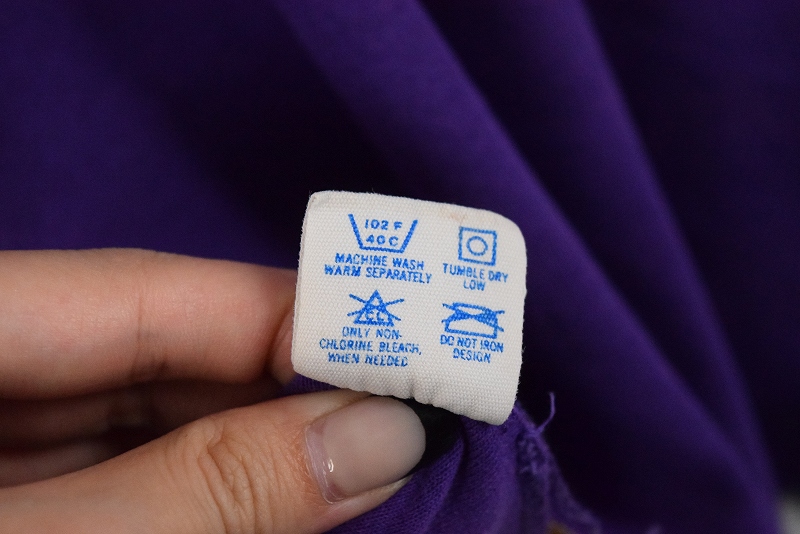 102 F
40 C
MACHINE WASH
WARM SEPARATELY
TUMBLE DRY
LOW
CL
ONLY NON-
CHLORINE BLEACH,
WHEN NEEDED
DO NOT IRON
DESIGN